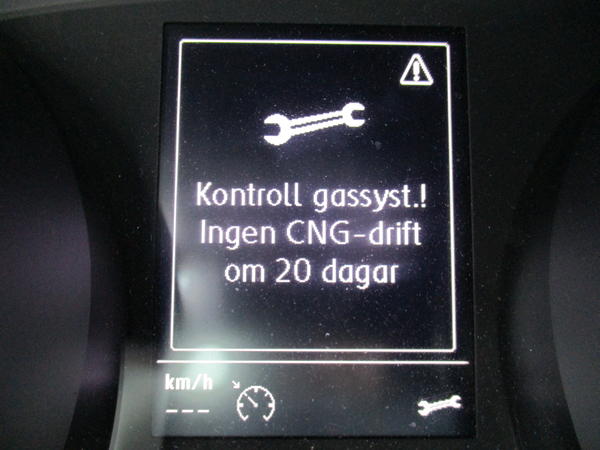 Kontroll gassyst.!
Ingen CNG-drift
om 20 dagar
km/h
---